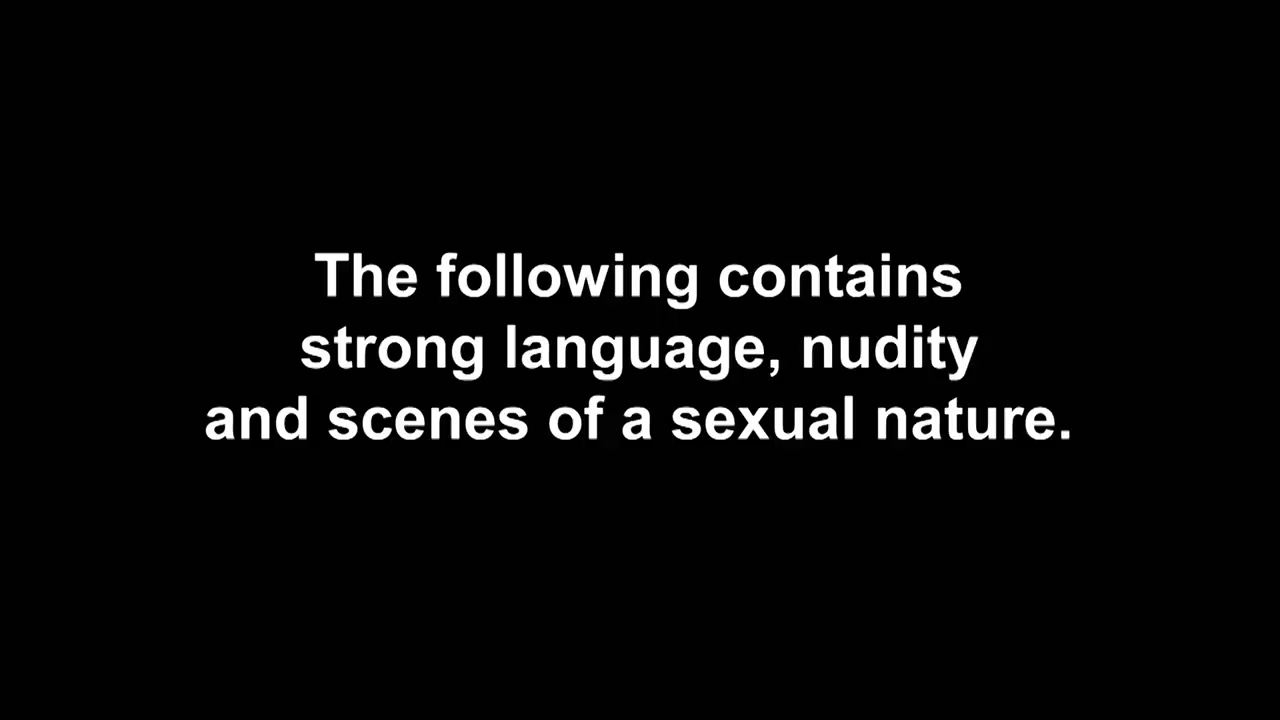 The following contains
strong language, nudity
and scenes of a sexual nature.